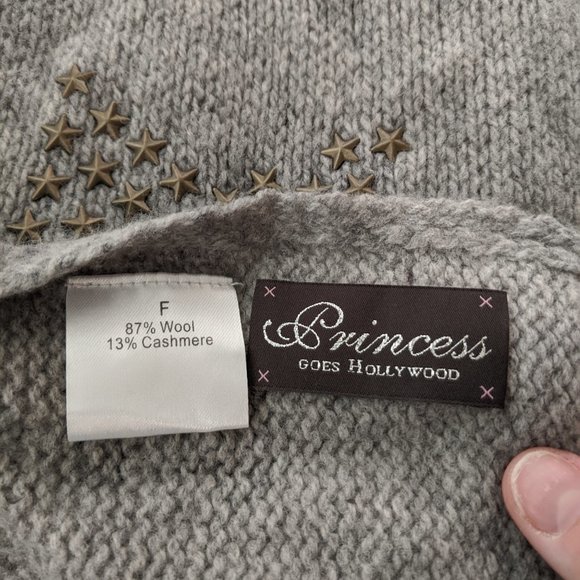 F
87% Wool
13% Cashmere
Princess
GOES HOLLYWOOD